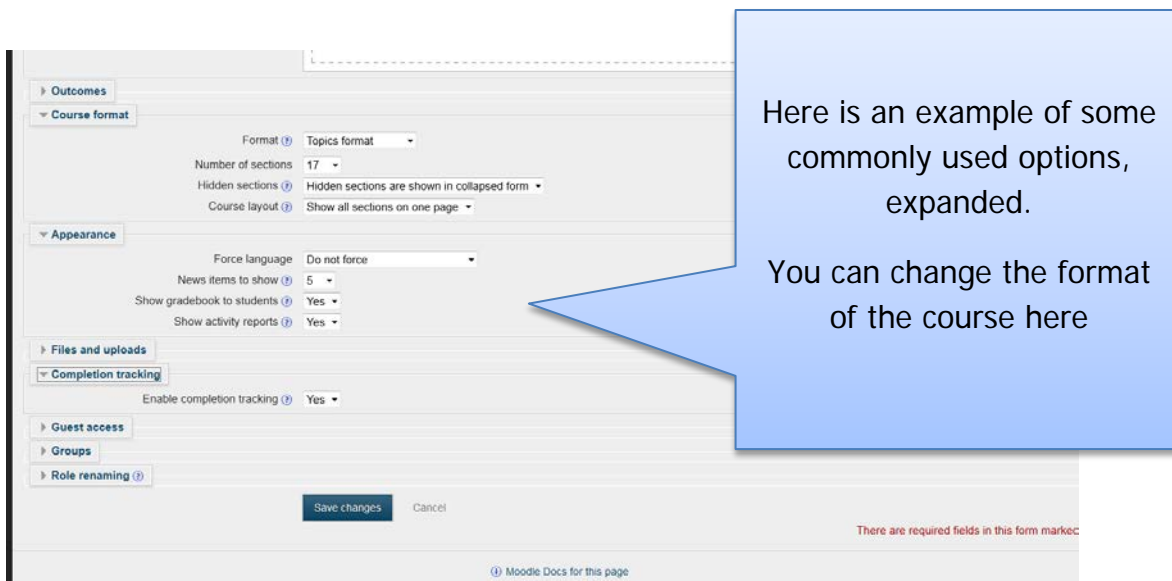 Outcomes
Course format
Format
Topics format
Number of sections
17
Hidden sections
Hidden sections are shown in collapsed form
Course layout
Show all sections on one page
Appearance
Force language
Do not force
News items to show
5
Show gradebook to students
Yes
Show activity reports
Yes
Files and uploads
Completion tracking
Enable completion tracking
Yes
Guest access
Groups
Role renaming
Save changes
Cancel
There are required fields in this form
Moodle Docs for this page
Here is an example of some
commonly used options,
expanded.
You can change the format
of the course here